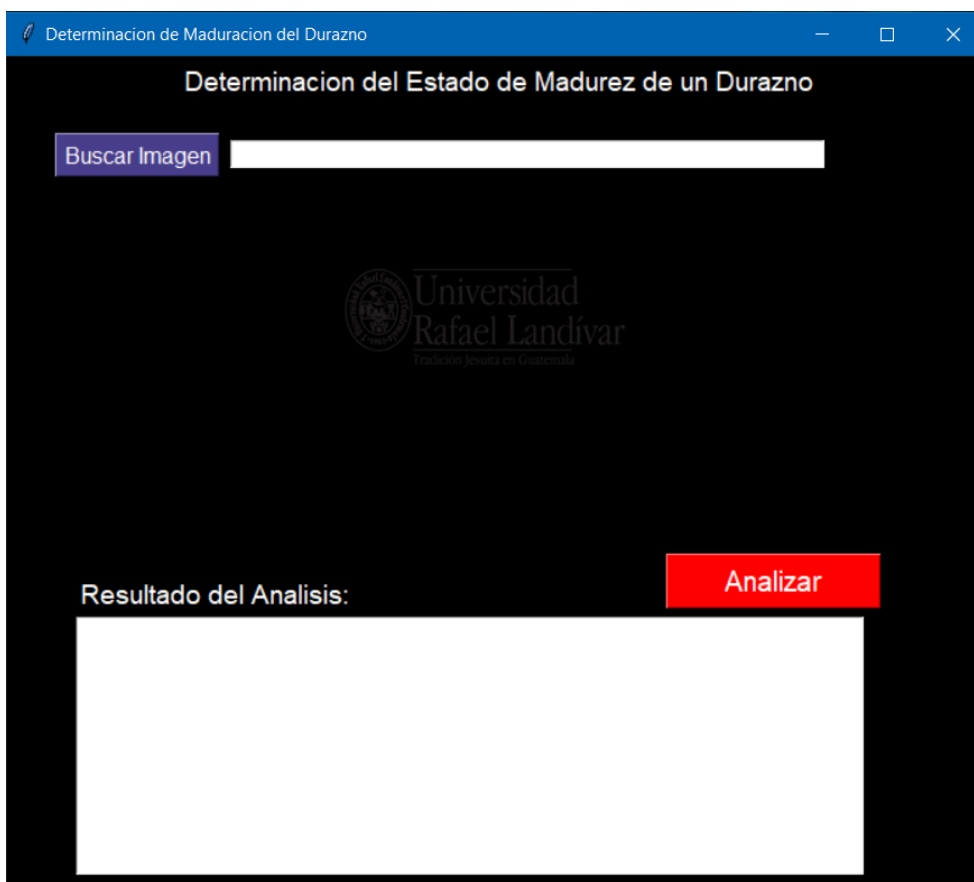 Determinacion de Maduracion del Durazno
Determinacion del Estado de Madurez de un Durazno
Buscar Imagen
Universidad
Rafael Landívar
Tradición Jesuita en Guatemala
Analizar
Resultado del Analisis: